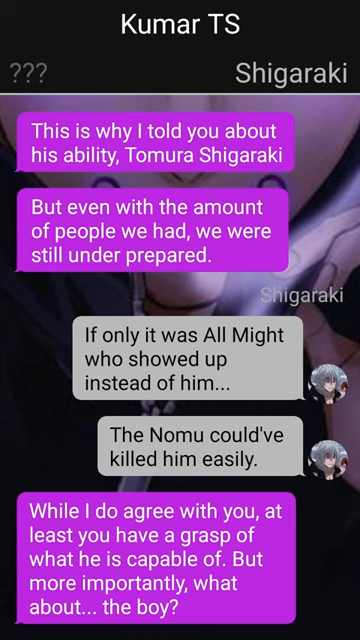 Kumar TS
???
Shigaraki
This is why I told you about
his ability, Tomura Shigaraki
But even with the amount
of people we had, we were
still under prepared.
Shigaraki
If only it was All Might
who showed up
instead of him...
The Nomu could've
killed him easily.
While I do agree with you, at
least you have a grasp of
what he is capable of. But
more importantly, what
about... the boy?